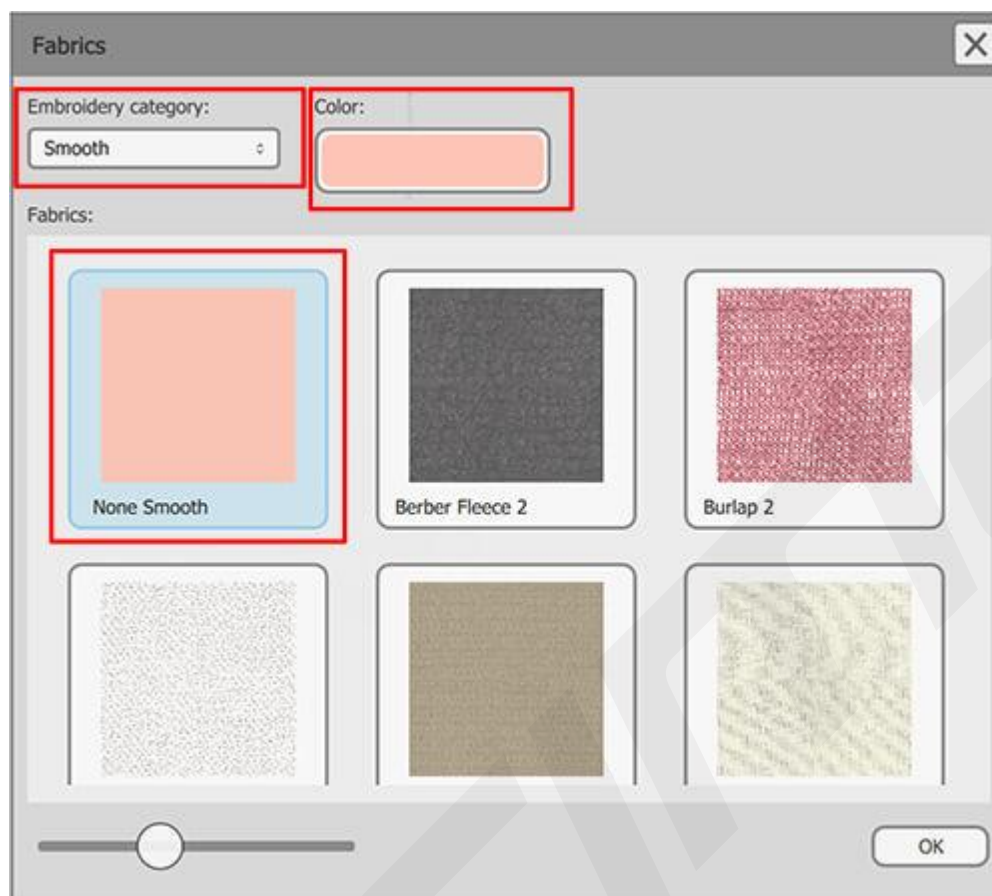 Fabrics
Embroidery category:
Color:
Smooth
Fabrics:
None Smooth
Berber Fleece 2
Burlap 2
OK